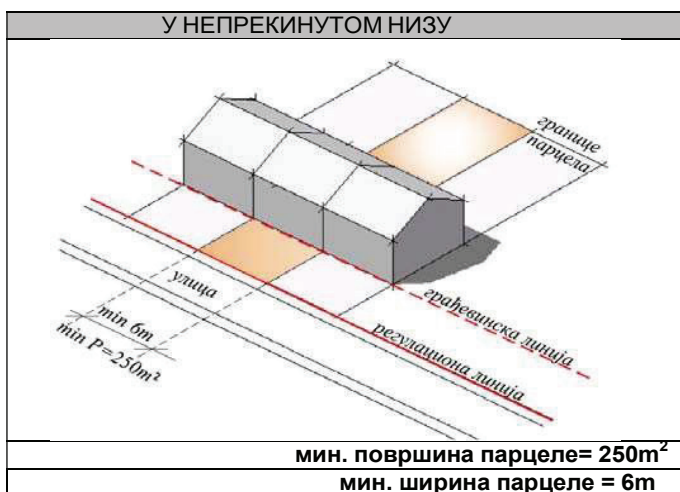 У НЕПРЕКИНУТОМ НИЗУ
границе
парцела
улица
min 6m
min P=250m²
грађевинска линија
регулациона линија
мин. површина парцеле= 250m²
мин. ширина парцеле = 6m